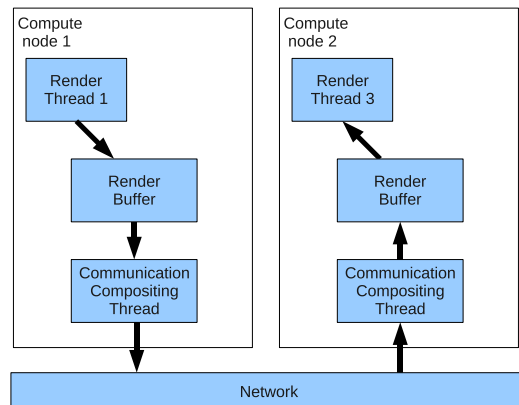 Compute
node 1
Render
Thread 1
Render
Buffer
Communication
Compositing
Thread
Compute
node 2
Render
Thread 3
Render
Buffer
Communication
Compositing
Thread
Network